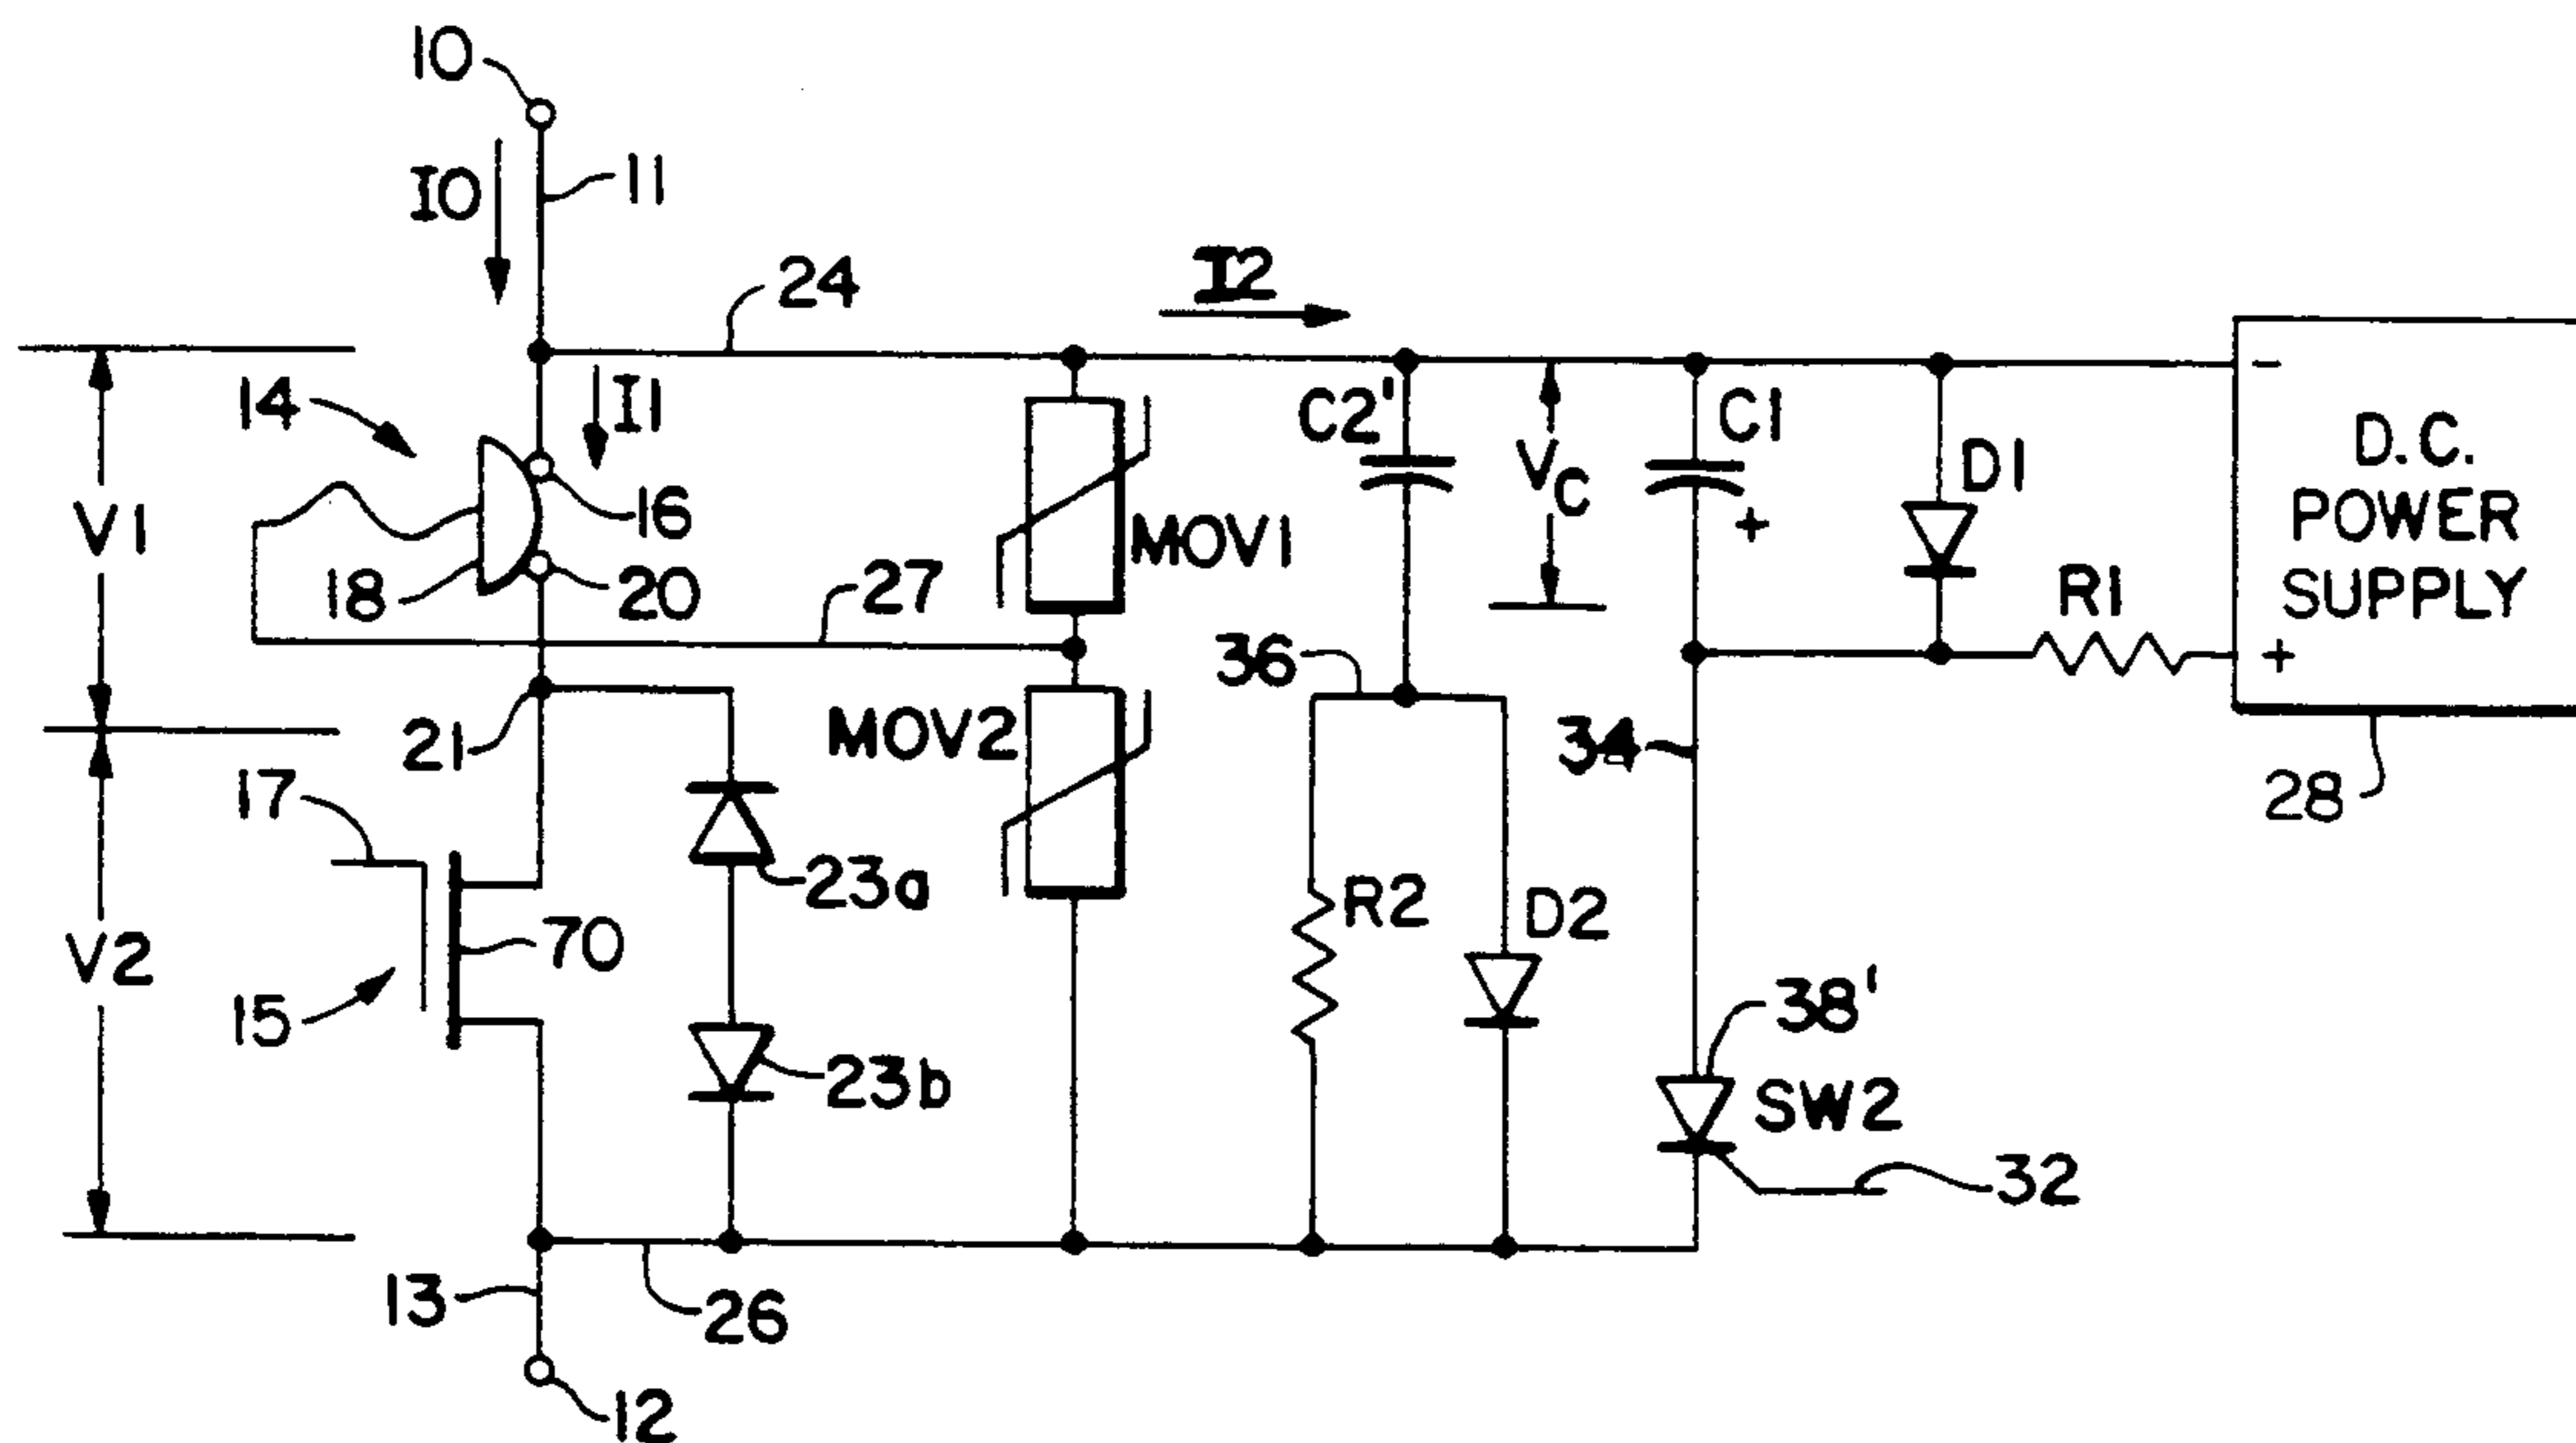 10
I0
11
24
I2
14
I1
C2'
VC
C1
D1
-
D.C.
POWER
SUPPLY
V1
16
MOV1
+
18
20
27
R1
36
+
21
MOV2
34
28
17
23a
R2
D2
70
V2
15
38'
23b
SW2
32
13
26
12